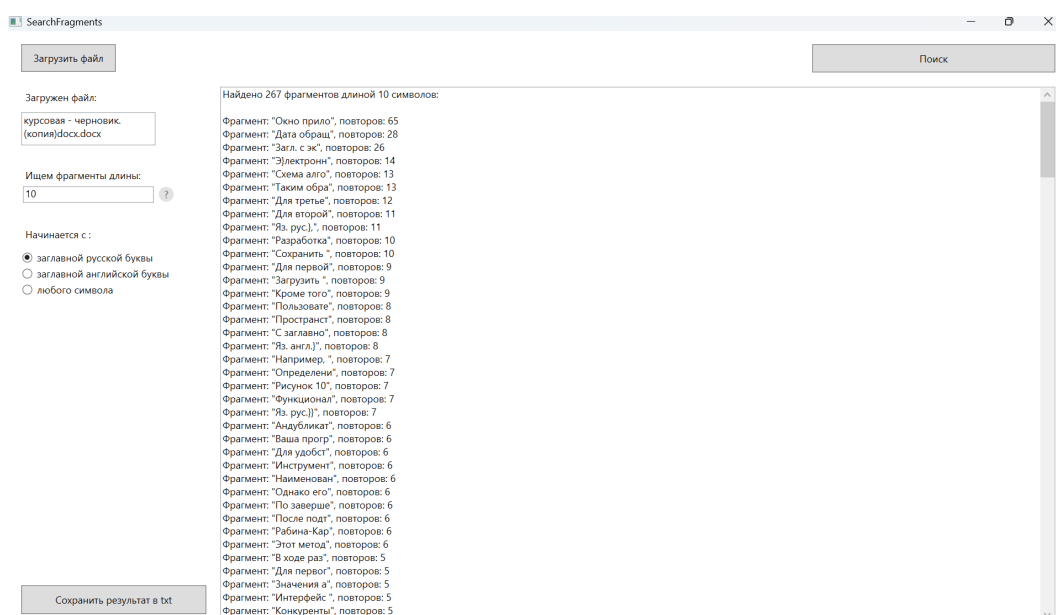 SearchFragments
Загрузить файл
Поиск
Загружен файл:
курсовая - черновик.
(копия)docx.docx
Ищем фрагменты длины:
10
?
Начинается с :
заглавной русской буквы
заглавной английской буквы
любого символа
Сохранить результат в txt
Найдено 267 фрагментов длиной 10 символов:
Фрагмент: "Окно прило", повторов: 65
Фрагмент: "Дата обращ", повторов: 28
Фрагмент: "Загл. с эк", повторов: 26
Фрагмент: "Э}лектронн", повторов: 14
Фрагмент: "Схема алго", повторов: 13
Фрагмент: "Таким обра", повторов: 13
Фрагмент: "Для третье", повторов: 12
Фрагмент: "Для второй", повторов: 11
Фрагмент: "Яз. рус.},", повторов: 11
Фрагмент: "Разработка", повторов: 10
Фрагмент: "Сохранить ", повторов: 10
Фрагмент: "Для первой", повторов: 9
Фрагмент: "Загрузить ", повторов: 9
Фрагмент: "Кроме того", повторов: 9
Фрагмент: "Пользовате", повторов: 8
Фрагмент: "Пространст", повторов: 8
Фрагмент: "С заглавно", повторов: 8
Фрагмент: "Яз. англ.}", повторов: 8
Фрагмент: "Например, ", повторов: 7
Фрагмент: "Определени", повторов: 7
Фрагмент: "Рисунок 10", повторов: 7
Фрагмент: "Функционал", повторов: 7
Фрагмент: "Яз. рус.}}", повторов: 7
Фрагмент: "Андубликат", повторов: 6
Фрагмент: "Ваша прогр", повторов: 6
Фрагмент: "Для удобст", повторов: 6
Фрагмент: "Инструмент", повторов: 6
Фрагмент: "Наименован", повторов: 6
Фрагмент: "Однако его", повторов: 6
Фрагмент: "По заверше", повторов: 6
Фрагмент: "После подт", повторов: 6
Фрагмент: "Рабина-Кар", повторов: 6
Фрагмент: "Этот метод", повторов: 6
Фрагмент: "В ходе раз", повторов: 5
Фрагмент: "Для первог", повторов: 5
Фрагмент: "Значения а", повторов: 5
Фрагмент: "Интерфейс ", повторов: 5
Фрагмент: "Конкуренты", повторов: 5